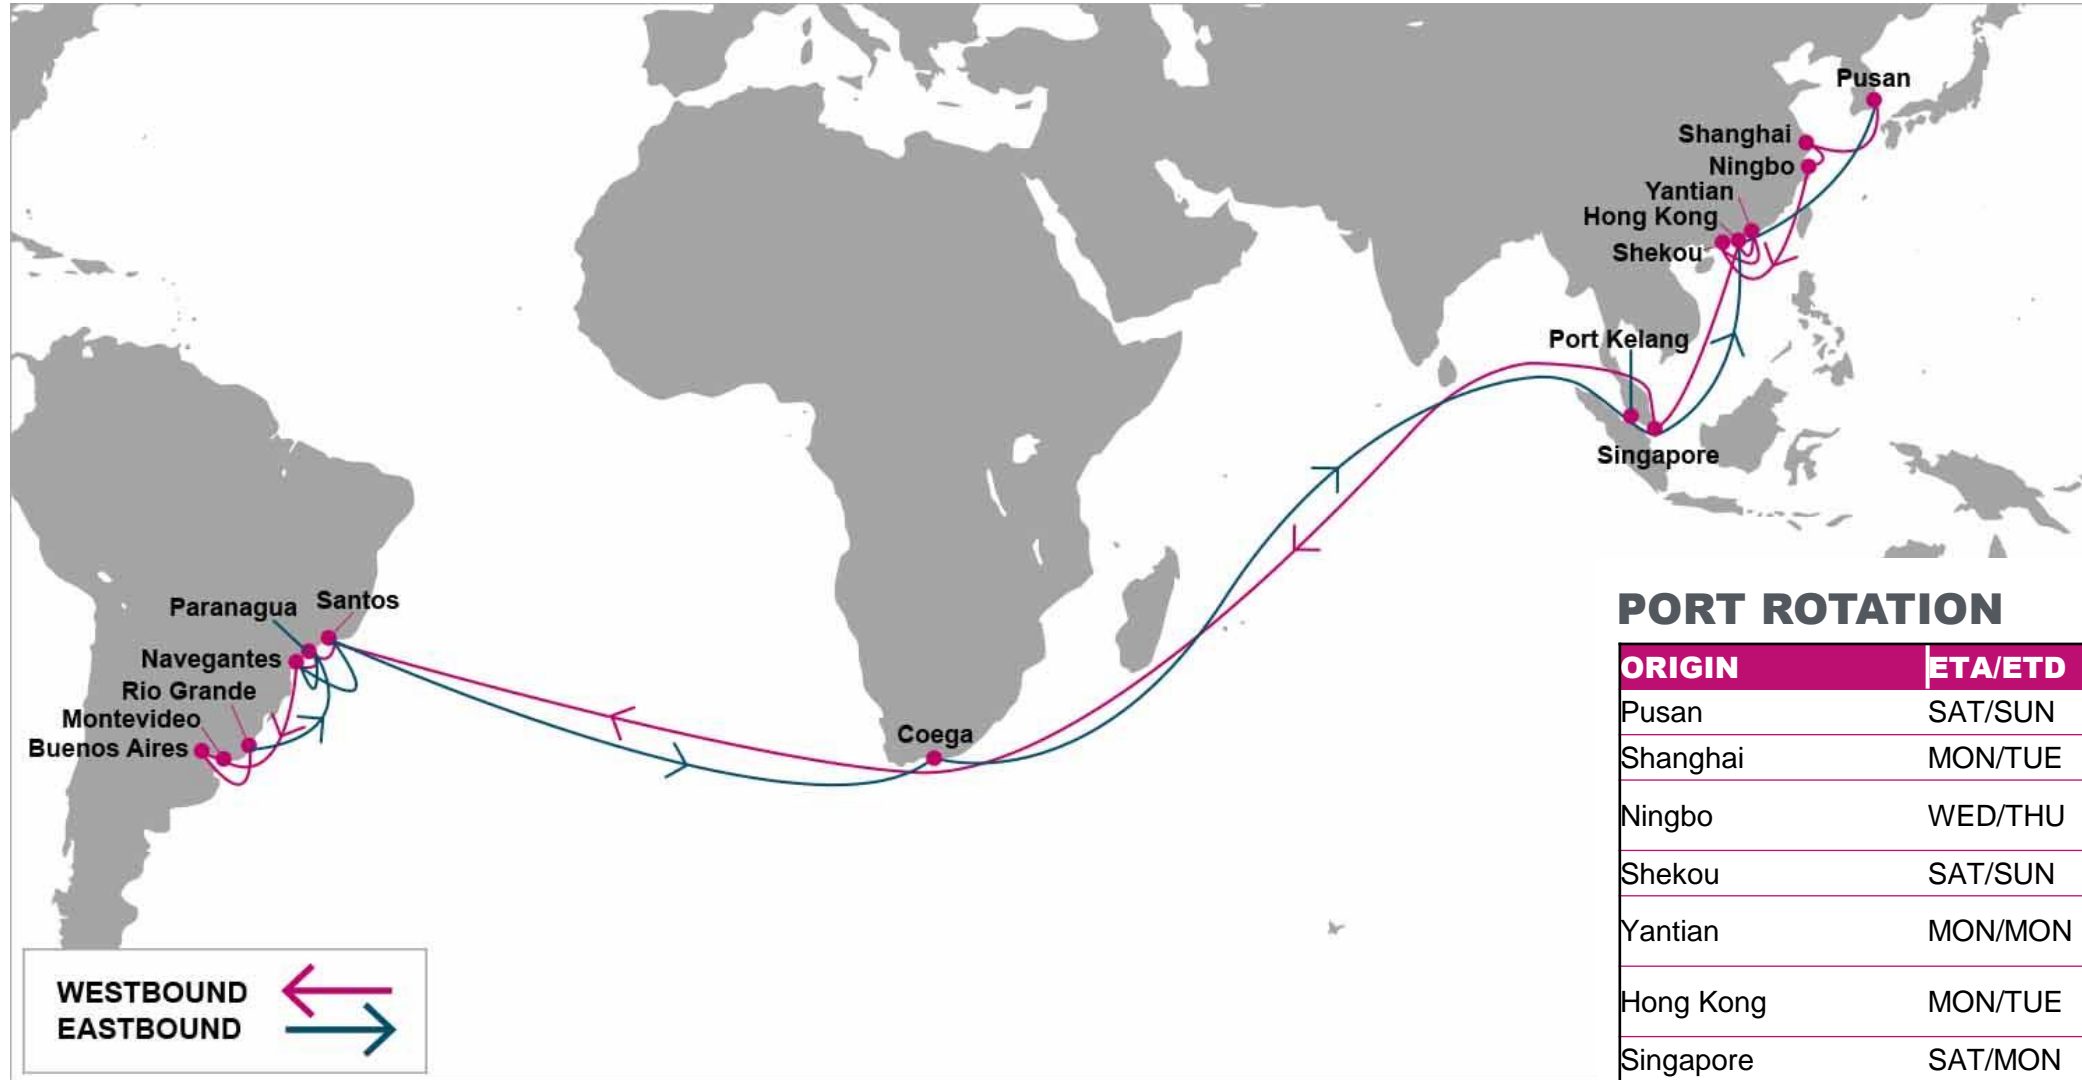 Pusan
Shanghai
Ningbo
Yantian
Hong Kong
Shekou
Port Kelang
Singapore
Paranagua
Santos
Navegantes
Rio Grande
Montevideo
Buenos Aires
Coega
WESTBOUND
EASTBOUND
PORT ROTATION
ORIGIN ETA/ETD
Pusan SAT/SUN
Shanghai MON/TUE
Ningbo WED/THU
Shekou SAT/SUN
Yantian MON/MON
Hong Kong MON/TUE
Singapore SAT/MON